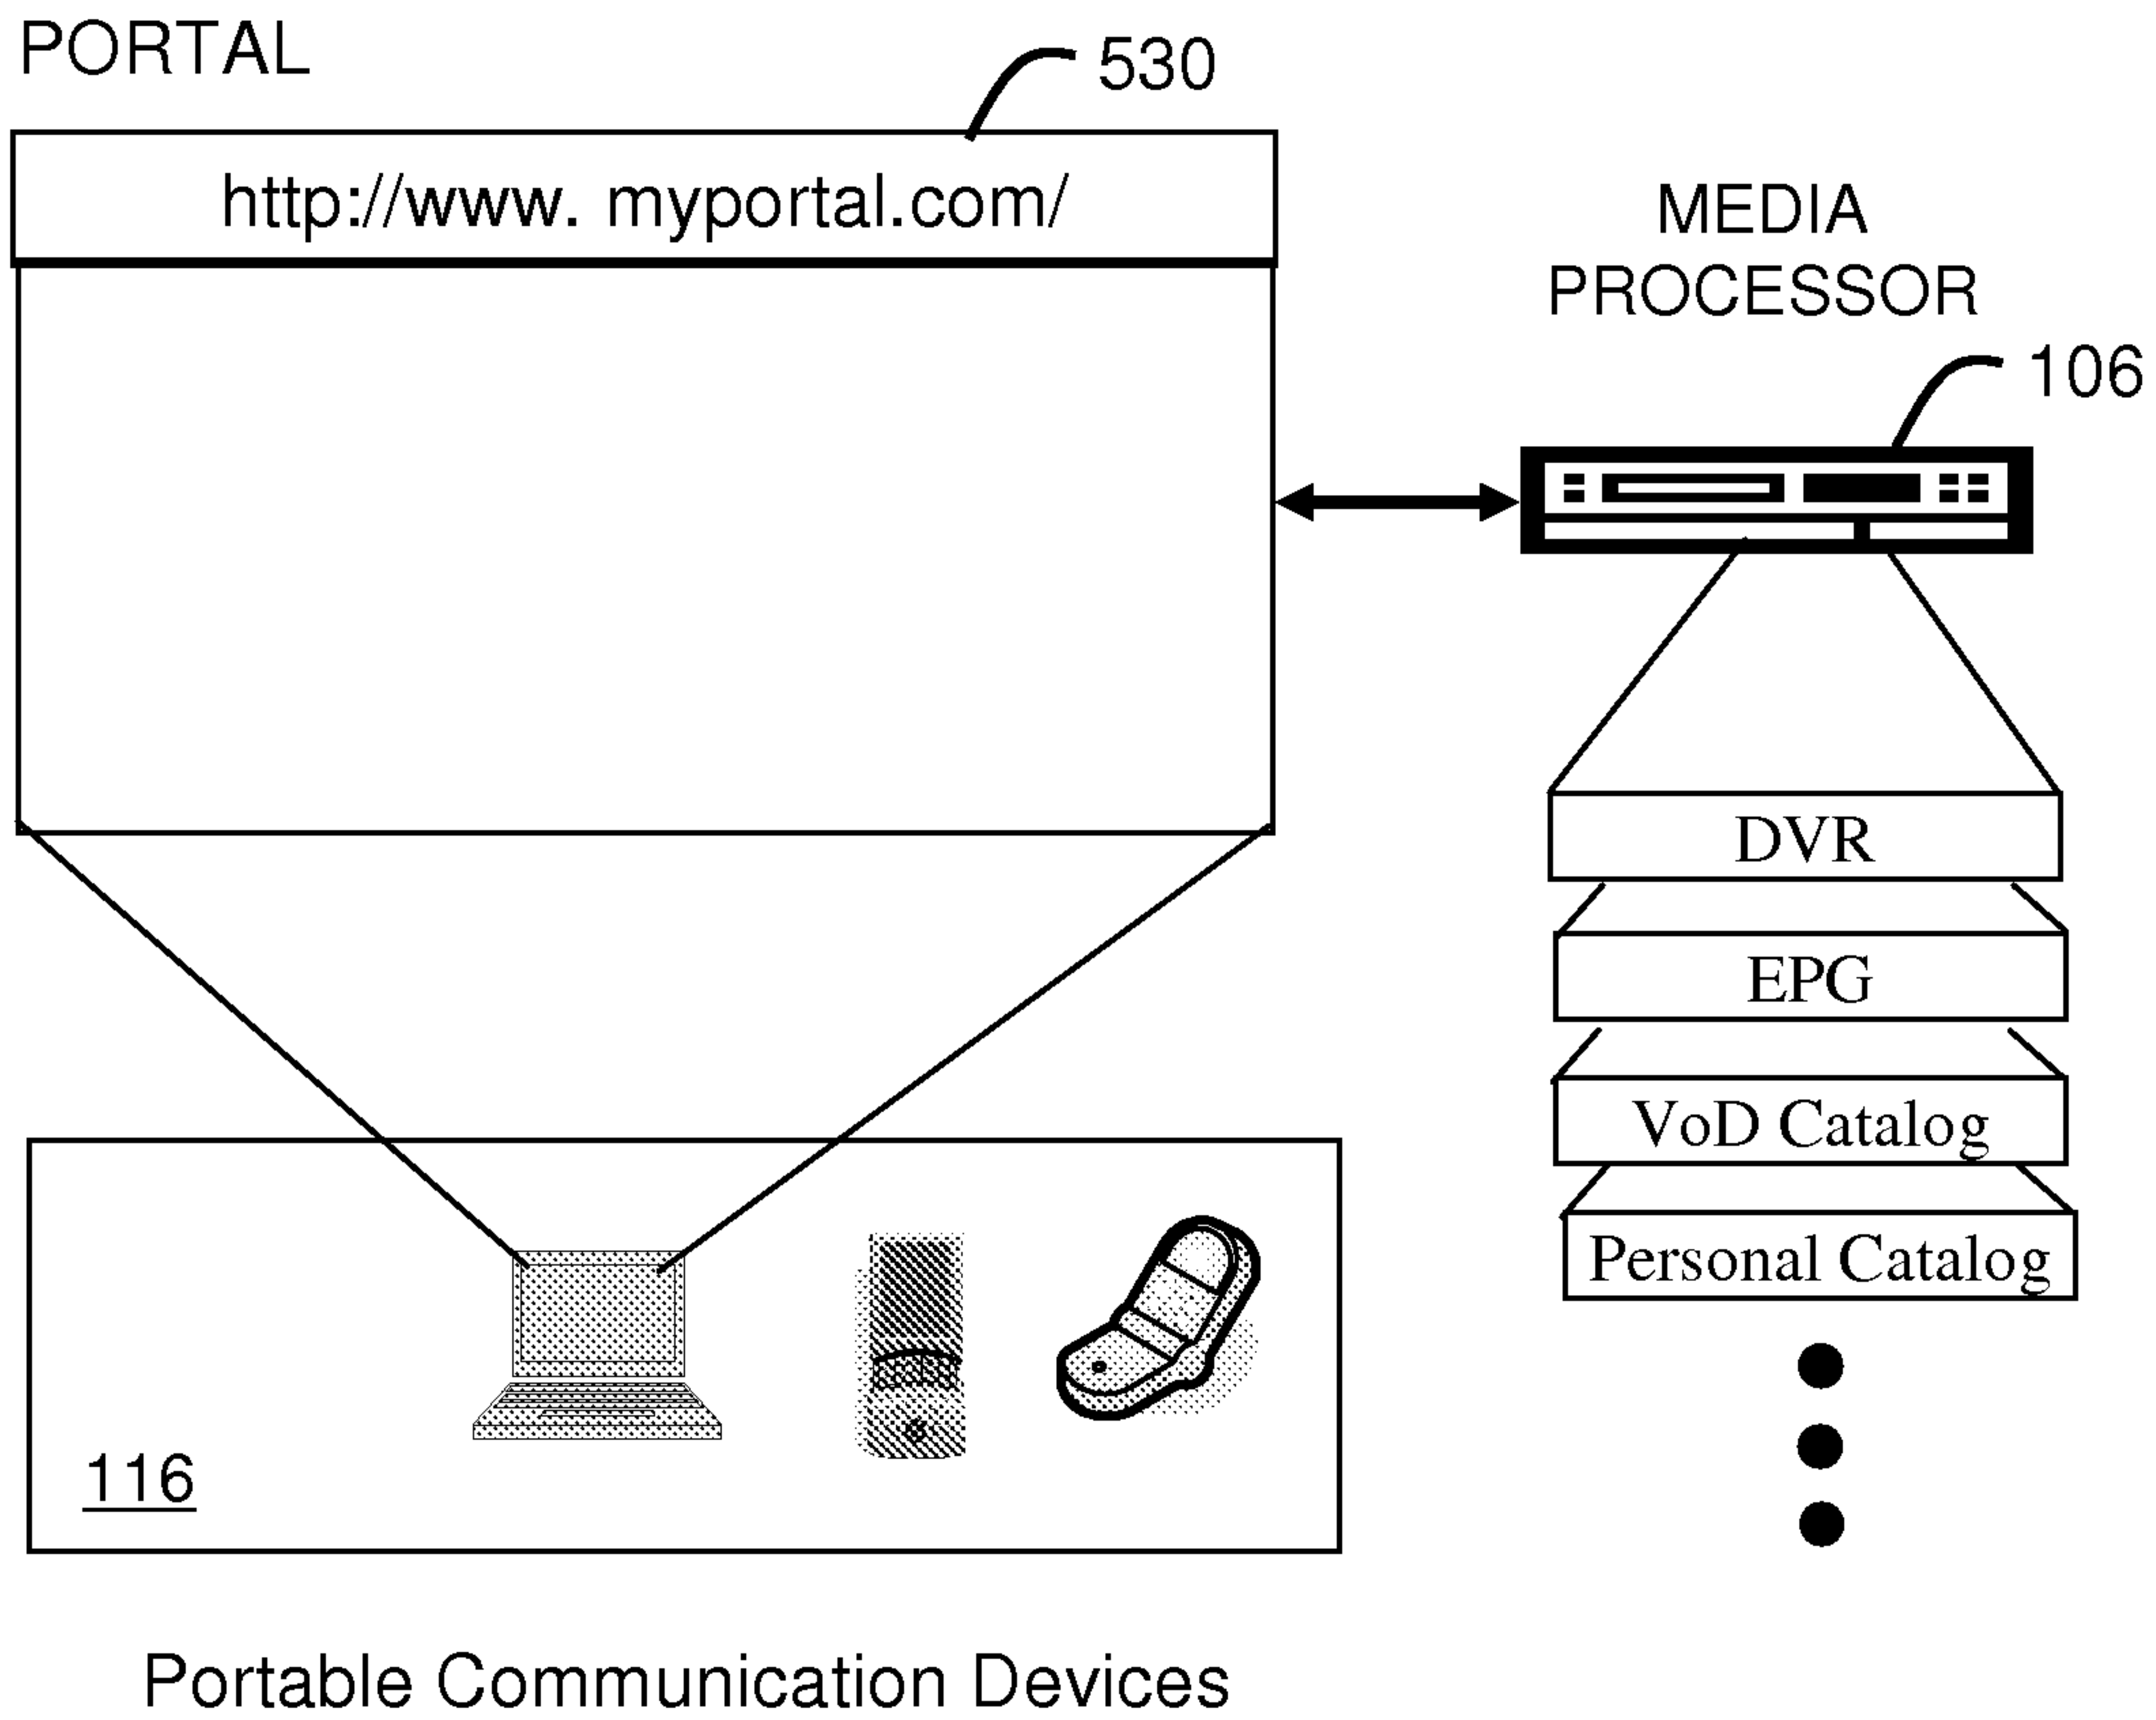 PORTAL
530
http://www. myportal.com/
MEDIA
PROCESSOR
106
DVR
EPG
VoD Catalog
Personal Catalog
116
Portable Communication Devices